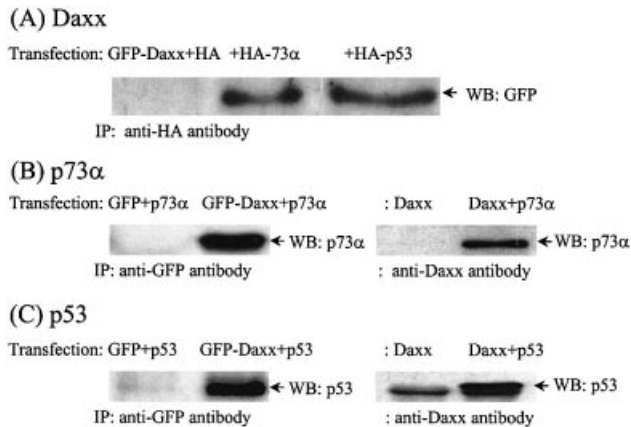 (A) Daxx
Transfection: GFP-Daxx+HA +HA-73α +HA-p53
WB: GFP
IP: anti-HA antibody
(B) p73α
Transfection: GFP+p73α GFP-Daxx+p73α : Daxx Daxx+p73α
WB: p73α WB: p73α
IP: anti-GFP antibody : anti-Daxx antibody
(C) p53
Transfection: GFP+p53 GFP-Daxx+p53 : Daxx Daxx+p53
WB: p53 WB: p53
IP: anti-GFP antibody : anti-Daxx antibody